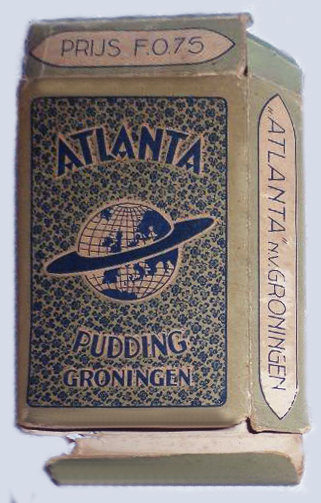 PRIJS F.0.75
ATLANTA
PUDDING
GRONINGEN
„ATLANTA” N.V. GRONINGEN